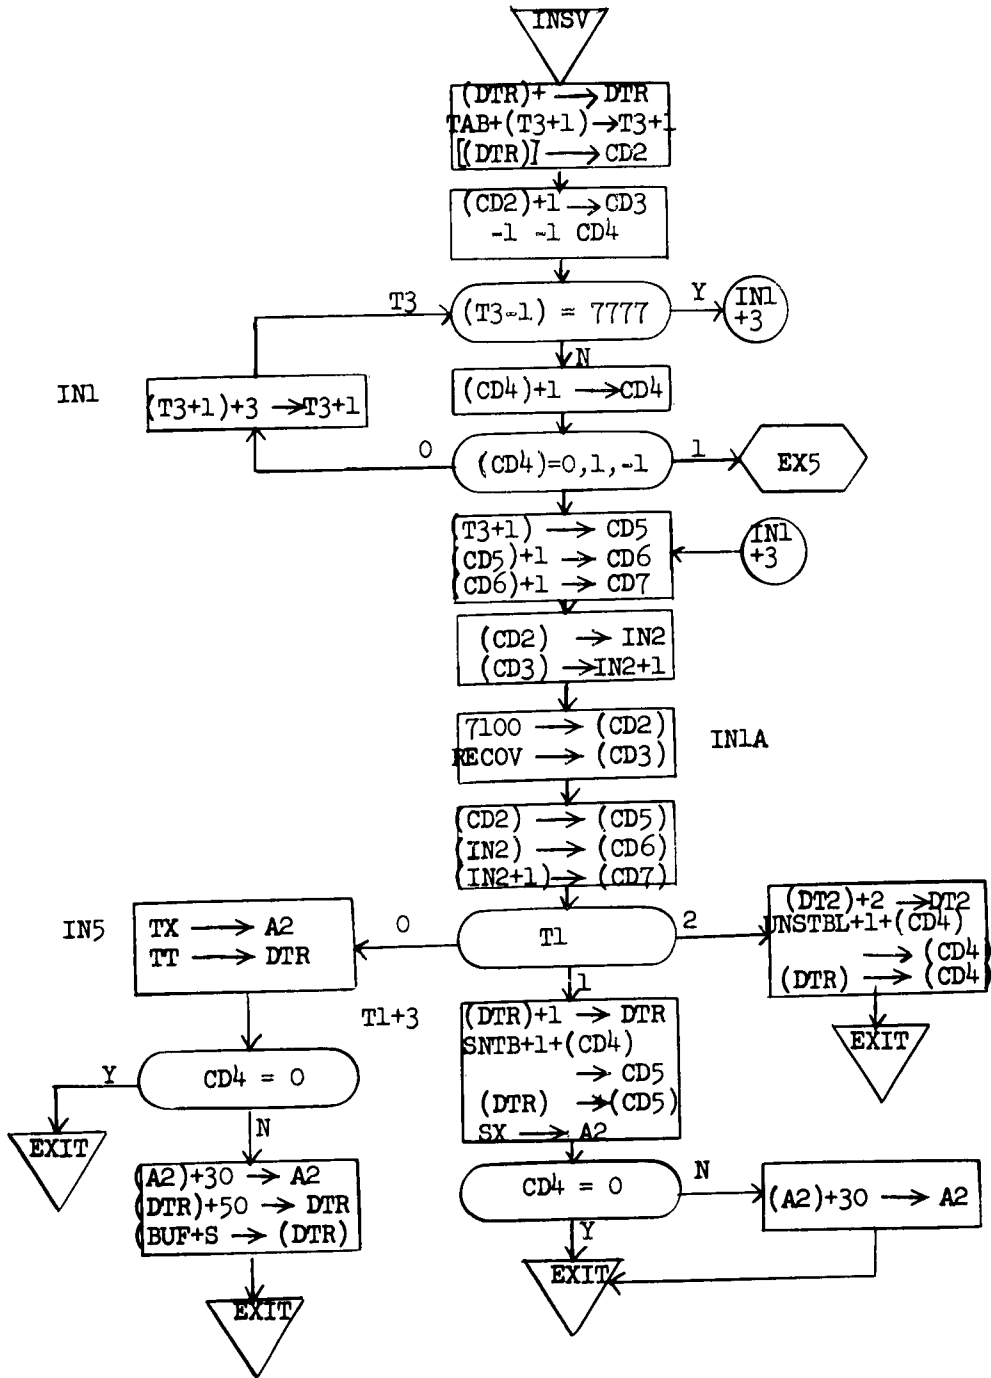 INSV
(DTR)+ → DTR
TAB+(T3+1) → T3+1
[(DTR)] → CD2
(CD2)+1 → CD3
-1 -1 CD4
T3
(T3-1) = 7777
Y
IN1
+3
N
IN1
(T3+1)+3 → T3+1
(CD4)+1 → CD4
0
(CD4)=0,1,-1
1
EX5
(T3+1) → CD5
(CD5)+1 → CD6
(CD6)+1 → CD7
IN1
+3
(CD2) → IN2
(CD3) → IN2+1
7100 → (CD2)
RECOV → (CD3)
IN1A
(CD2) → (CD5)
(IN2) → (CD6)
(IN2+1) → (CD7)
IN5
TX → A2
TT → DTR
0
T1
2
(DT2)+2 → DT2
UNSTBL+1+(CD4)
→ (CD4
(DTR) → (CD4
EXIT
1
T1+3
(DTR)+1 → DTR
SNTB+1+(CD4)
→ CD5
(DTR) → (CD5)
SX → A2
Y
CD4 = 0
EXIT
N
(A2)+30 → A2
(DTR)+50 → DTR
(BUF+S → (DTR)
EXIT
CD4 = 0
N
(A2)+30 → A2
Y
EXIT